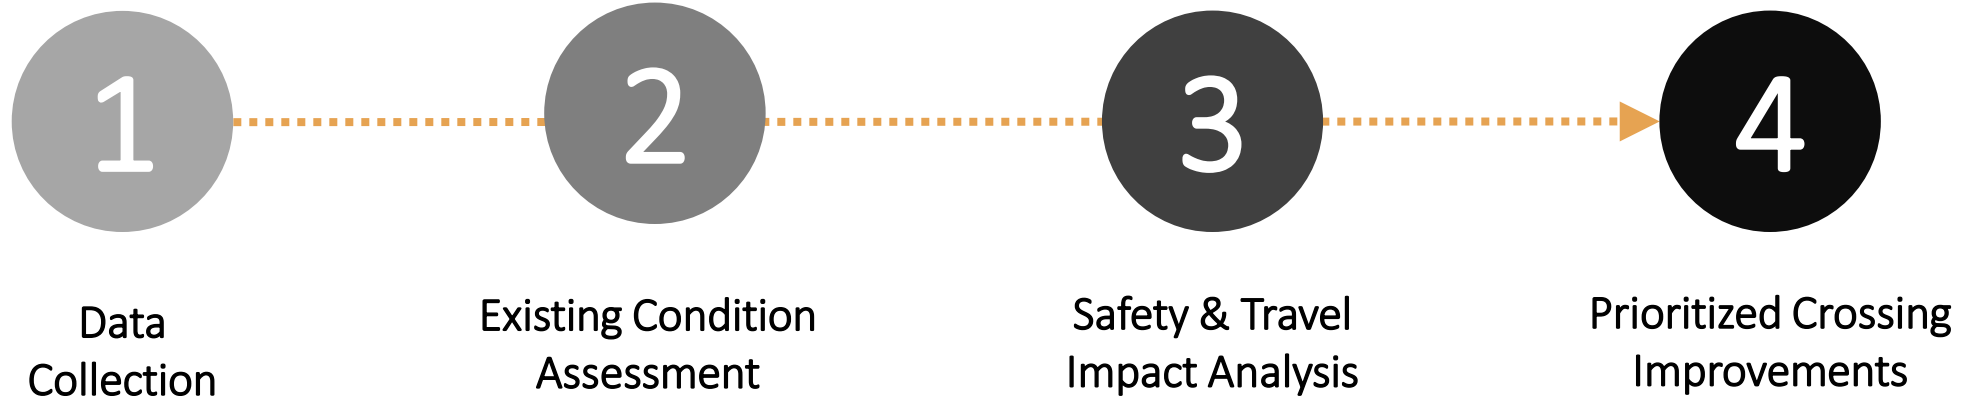 1
2
3
4
Data
Collection
Existing Condition
Assessment
Safety & Travel
Impact Analysis
Prioritized Crossing
Improvements